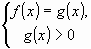 f(x) = g(x),
g(x) > 0